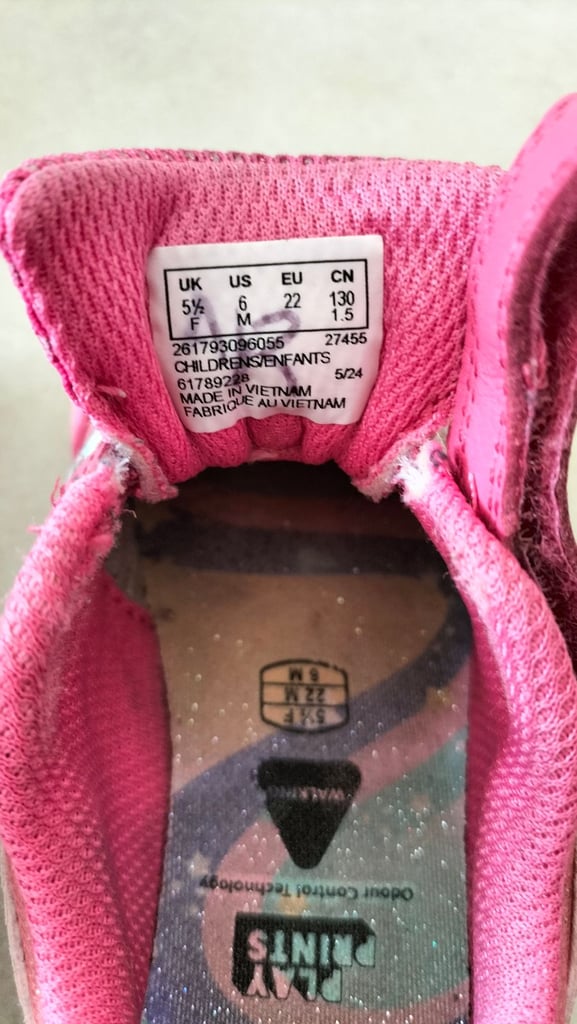 UK US EU CN
5½ 6 22 130
F M 1.5
261793096055 27455
CHILDRENS/ENFANTS
61789228 5/24
MADE IN VIETNAM
FABRIQUE AU VIETNAM
6 M
22 M
5½ F
WALKING
Odour Control Technology
PLAY
PRINTS